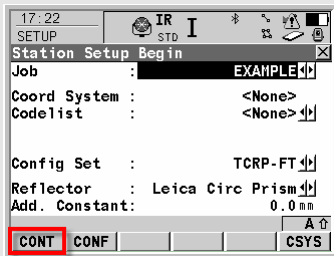 17:22
SETUP
IR
STD
I
Station Setup Begin
Job : EXAMPLE
Coord System : <None>
Codelist : <None>
Config Set : TCRP-FT
Reflector : Leica Circ Prism
Add. Constant: 0.0 mm
A
CONT CONF CSYS